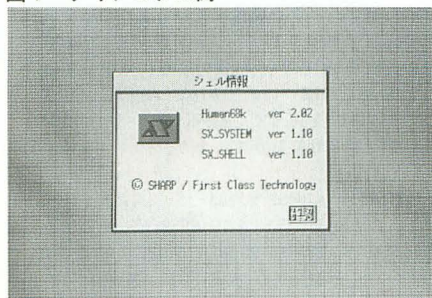 シェル情報
Human68k ver 2.02
SX_SYSTEM ver 1.10
SX_SHELL ver 1.10
© SHARP / First Class Technology